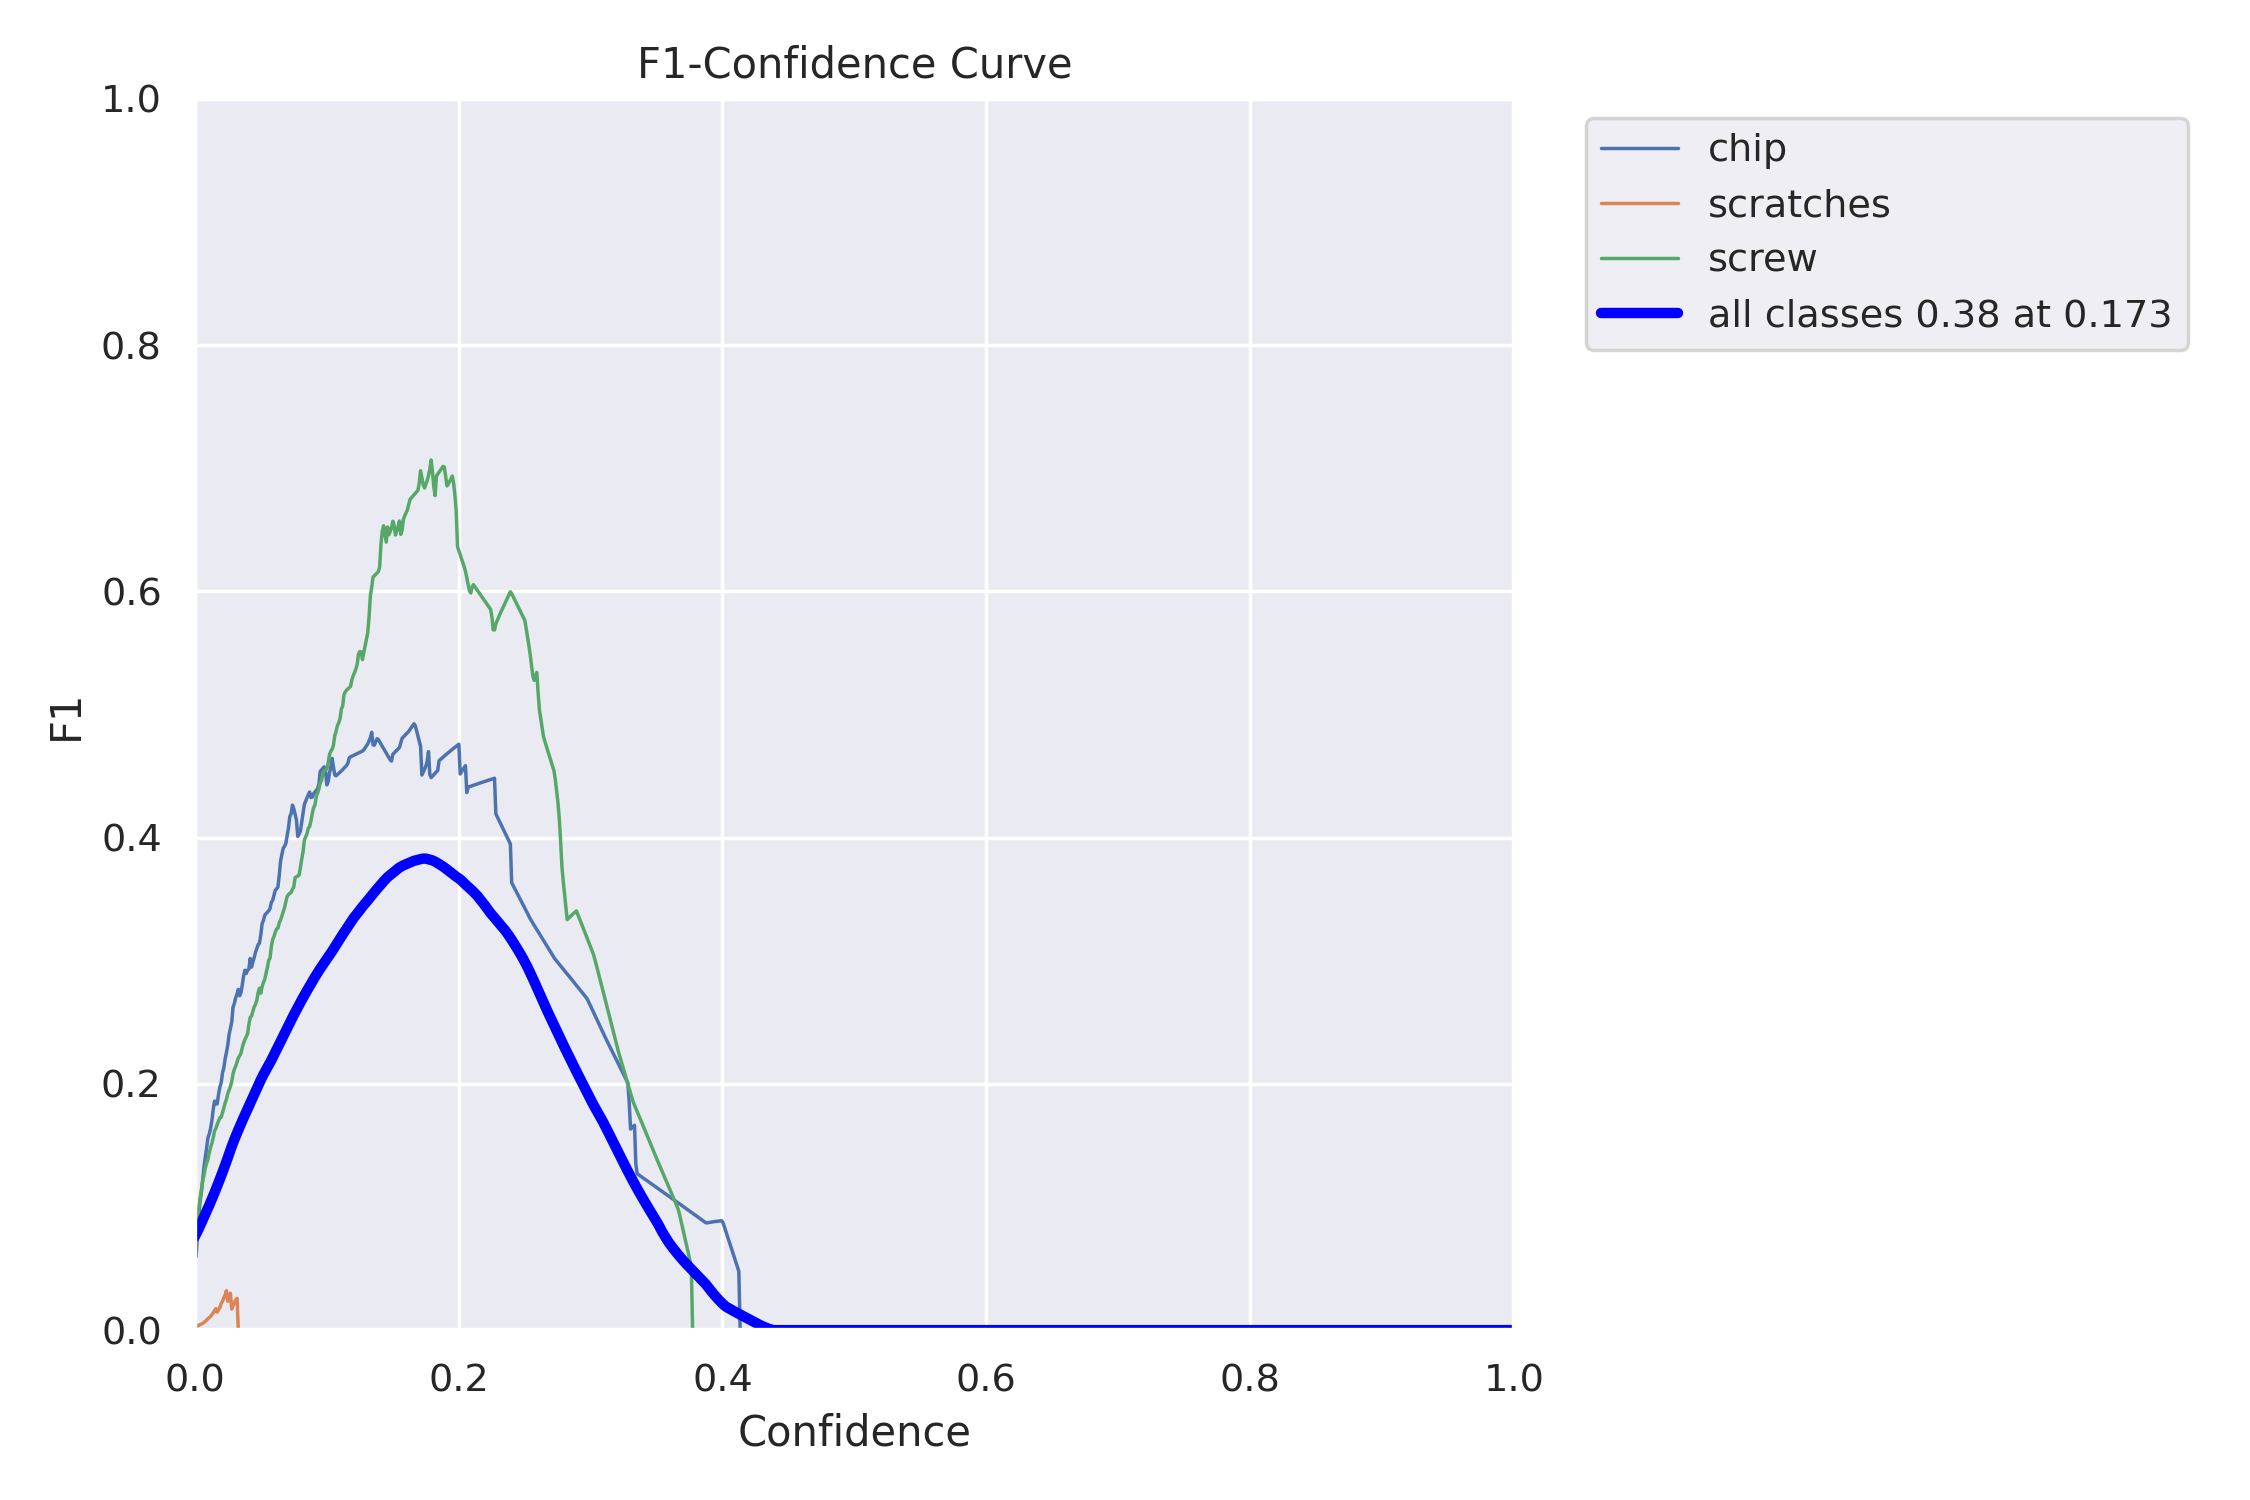 F1-Confidence Curve
1.0
0.8
0.6
0.4
0.2
0.0
F1
0.0 0.2 0.4 0.6 0.8 1.0
Confidence
chip
scratches
screw
all classes 0.38 at 0.173